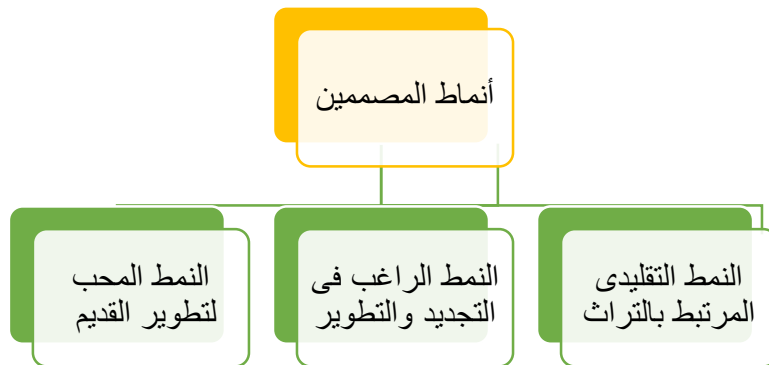 أنماط المصممين
النمط التقليدى
المرتبط بالتراث
النمط الراغب فى
التجديد والتطوير
النمط المحب
لتطوير القديم